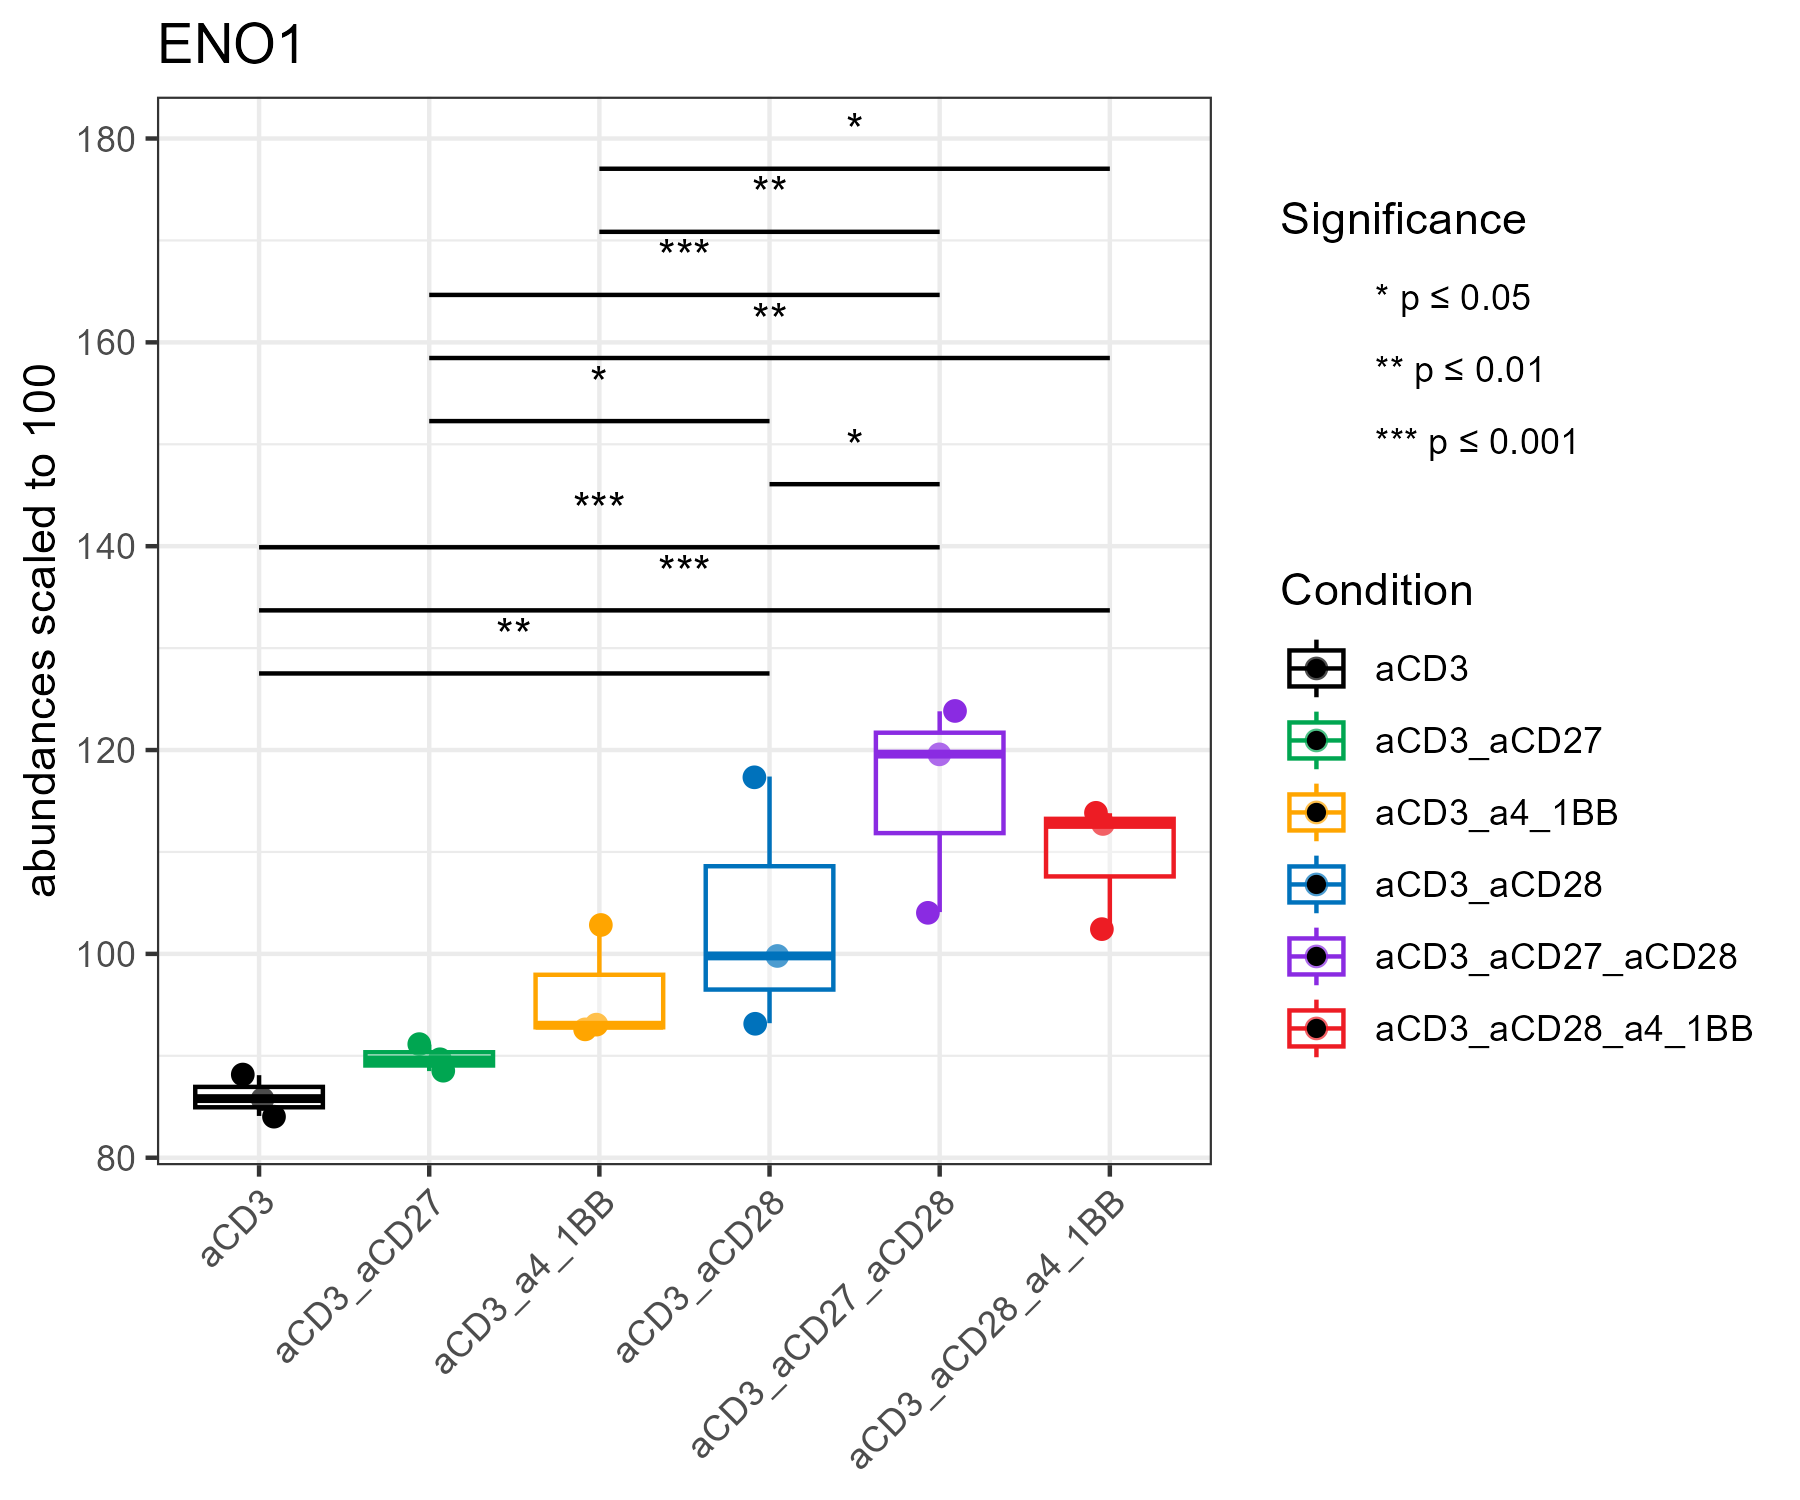 ENO1
abundances scaled to 100
180
160
140
120
100
80
*
**
***
**
*
*
***
***
**
aCD3
aCD3_aCD27
aCD3_a4_1BB
aCD3_aCD28
aCD3_aCD27_aCD28
aCD3_aCD28_a4_1BB
Significance
* p ≤ 0.05
** p ≤ 0.01
*** p ≤ 0.001
Condition
aCD3
aCD3_aCD27
aCD3_a4_1BB
aCD3_aCD28
aCD3_aCD27_aCD28
aCD3_aCD28_a4_1BB